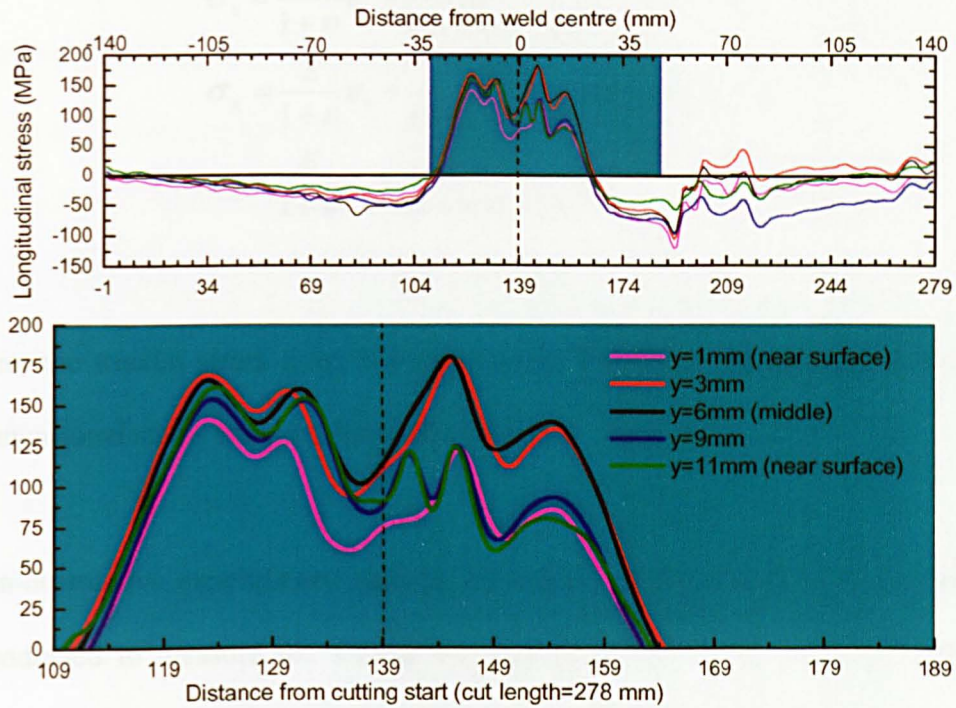 Distance from weld centre (mm)
-140 -105 -70 -35 0 35 70 105 140
Longitudinal stress (MPa)
200
150
100
50
0
-50
-100
-150
-1 34 69 104 139 174 209 244 279
200
175
150
125
100
75
50
25
0
y=1mm (near surface)
y=3mm
y=6mm (middle)
y=9mm
y=11mm (near surface)
109 119 129 139 149 159 169 179 189
Distance from cutting start (cut length=278 mm)